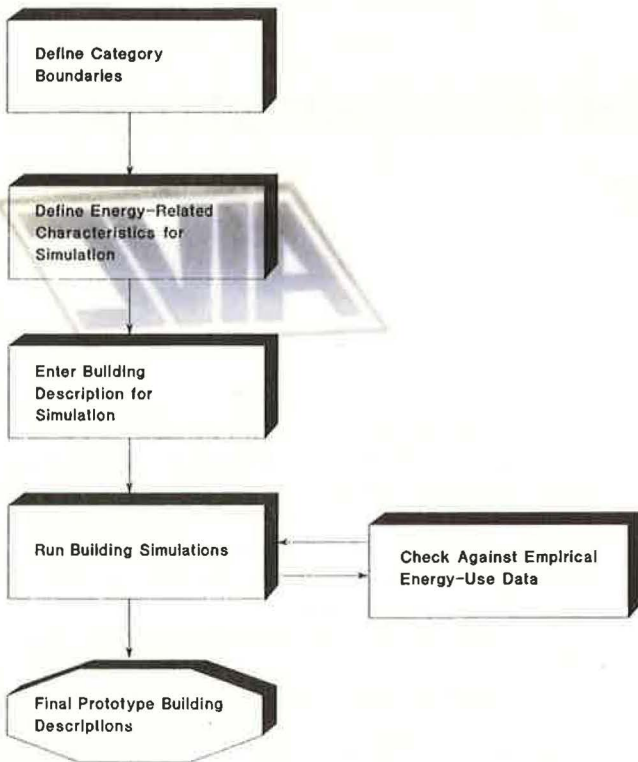 Define Category
Boundaries
Define Energy-Related
Characteristics for
Simulation
Enter Building
Description for
Simulation
Run Building Simulations
Check Against Empirical
Energy-Use Data
Final Prototype Building
Descriptions